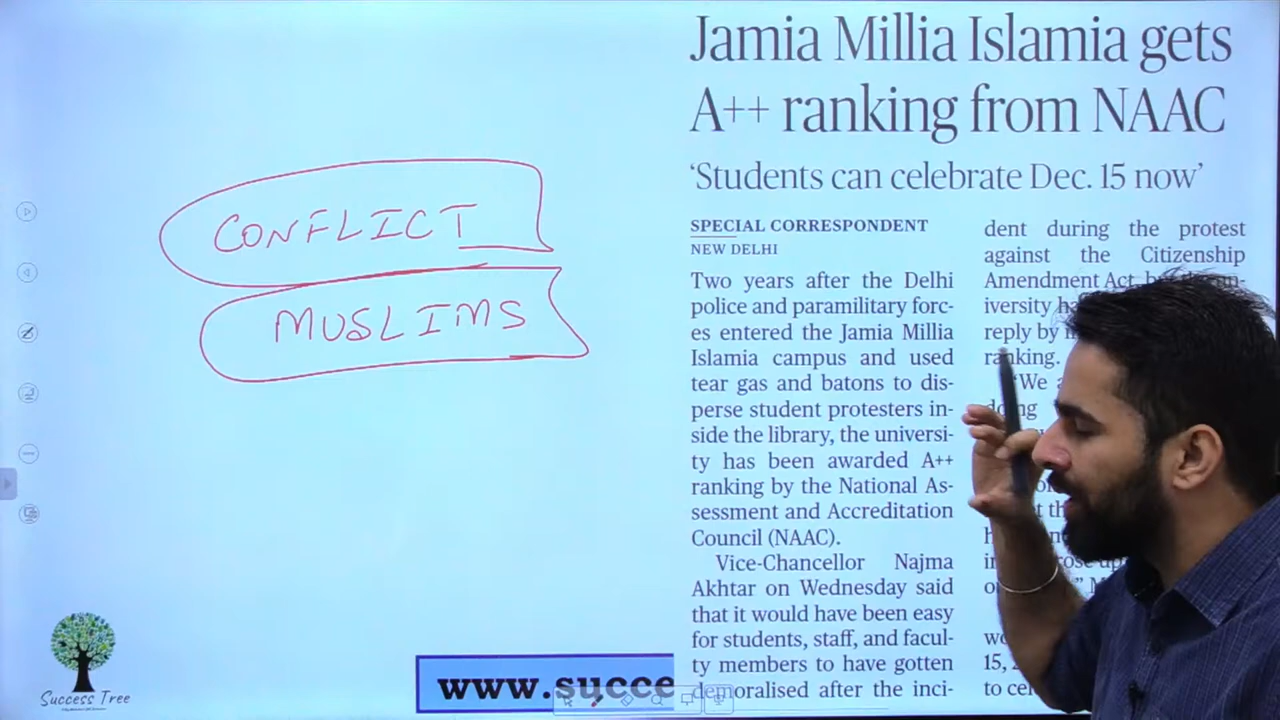 CONFLICT
MUSLIMS
Jamia Millia Islamia gets
A++ ranking from NAAC
‘Students can celebrate Dec. 15 now’
SPECIAL CORRESPONDENT
NEW DELHI
Two years after the Delhi
police and paramilitary forc-
es entered the Jamia Millia
Islamia campus and used
tear gas and batons to dis-
perse student protesters in-
side the library, the universi-
ty has been awarded A++
ranking by the National As-
sessment and Accreditation
Council (NAAC).
Vice-Chancellor Najma
Akhtar on Wednesday said
that it would have been easy
for students, staff, and facul-
ty members to have gotten
demoralised after the inci-
dent during the protest
against the Citizenship
Amendment Act,
reply by
ranking.
“We
15,
Success Tree
www.succe